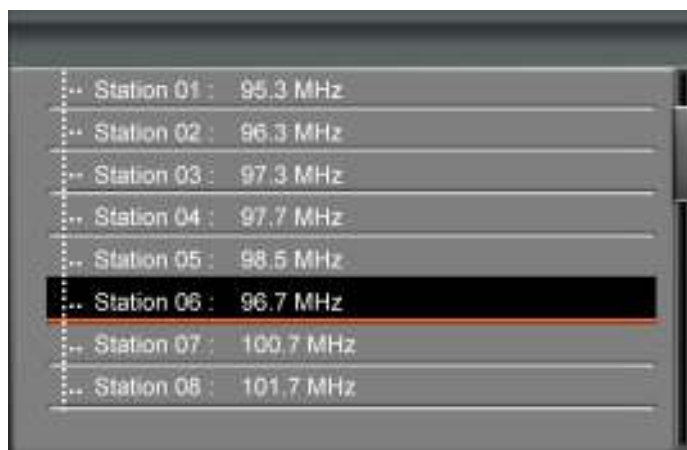 Station 01 : 95.3 MHz
Station 02 : 96.3 MHz
Station 03 : 97.3 MHz
Station 04 : 97.7 MHz
Station 05 : 98.5 MHz
Station 06 : 96.7 MHz
Station 07 : 100.7 MHz
Station 08 : 101.7 MHz